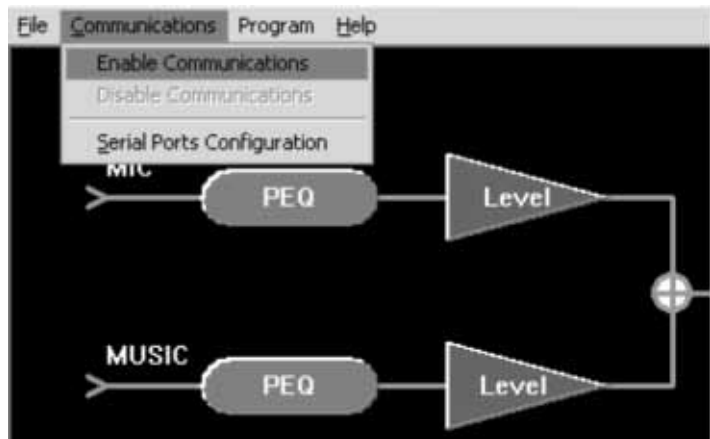 File Communications Program Help
Enable Communications
Disable Communications
Serial Ports Configuration
MIC
PEQ Level
MUSIC
PEQ Level